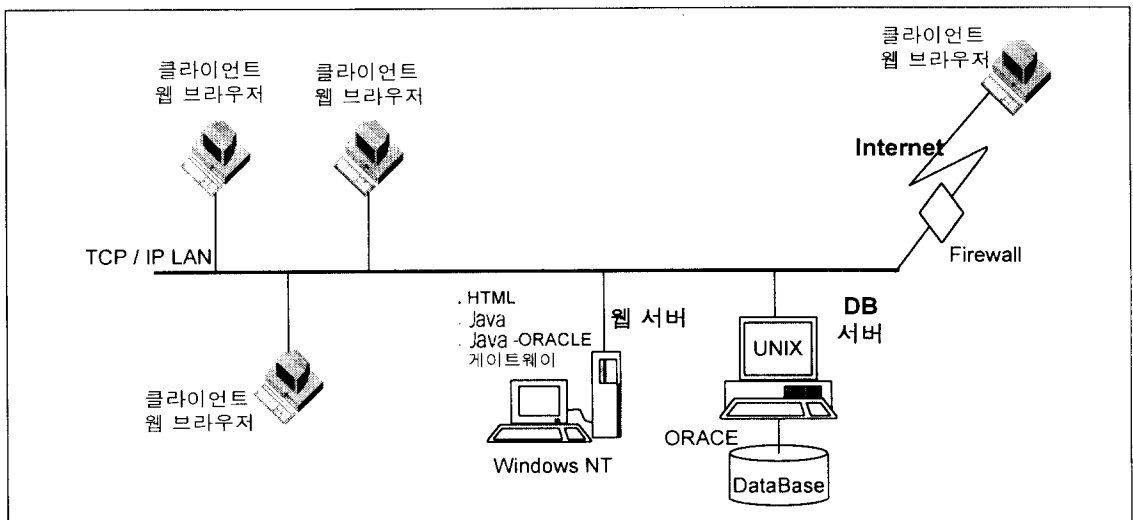 클라이언트
웹 브라우저
클라이언트
웹 브라우저
클라이언트
웹 브라우저
Internet
Firewall
TCP / IP LAN
클라이언트
웹 브라우저
. HTML
. Java
. Java -ORACLE
게이트웨이
웹 서버
Windows NT
DB
서버
UNIX
ORACE
DataBase